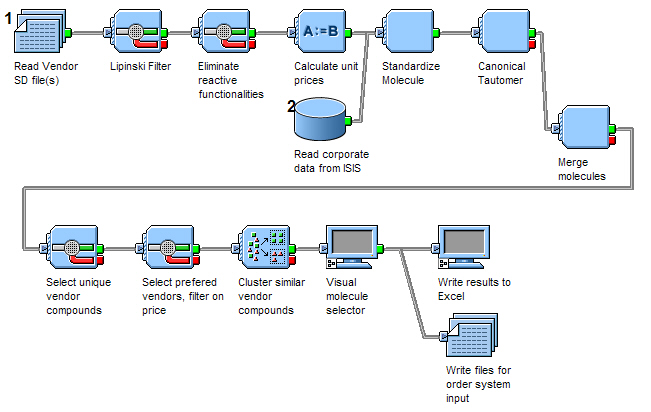 1
Read Vendor
SD file(s)
Lipinski Filter
Eliminate
reactive
functionalities
A:=B
Calculate unit
prices
Standardize
Molecule
Canonical
Tautomer
2
Read corporate
data from ISIS
Merge
molecules
Select unique
vendor
compounds
Select prefered
vendors, filter on
price
Cluster similar
vendor
compounds
Visual
molecule
selector
Write results to
Excel
Write files for
order system
input